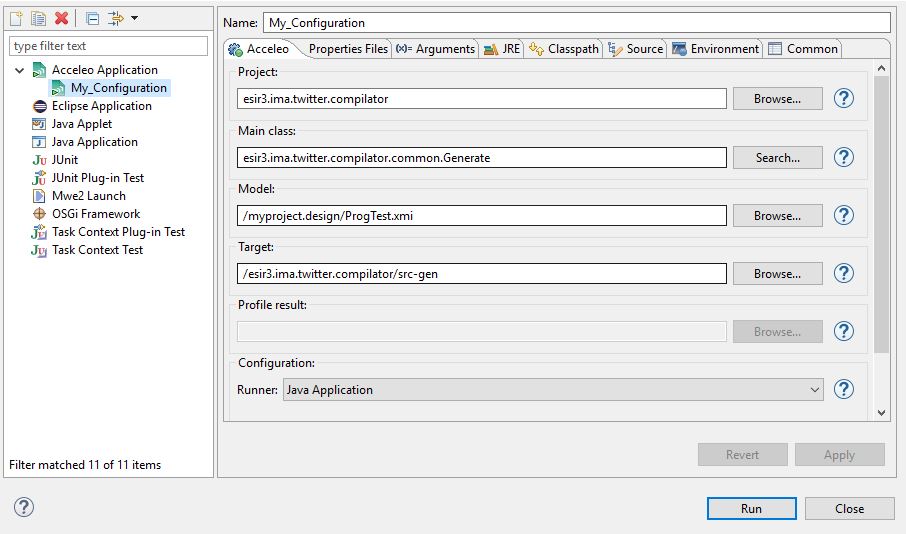 type filter text
Acceleo Application
My_Configuration
Eclipse Application
Java Applet
Java Application
JUnit
JUnit Plug-in Test
Mwe2 Launch
OSGi Framework
Task Context Plug-in Test
Task Context Test
Filter matched 11 of 11 items
Name: My_Configuration
Acceleo Properties Files (x)= Arguments JRE Classpath Source Environment Common
Project:
esir3.ima.twitter.compilator Browse... ?
Main class:
esir3.ima.twitter.compilator.common.Generate Search... ?
Model:
/myproject.design/ProgTest.xmi Browse... ?
Target:
/esir3.ima.twitter.compilator/src-gen Browse... ?
Profile result:
Browse... ?
Configuration:
Runner: Java Application ?
Revert Apply
? Run Close